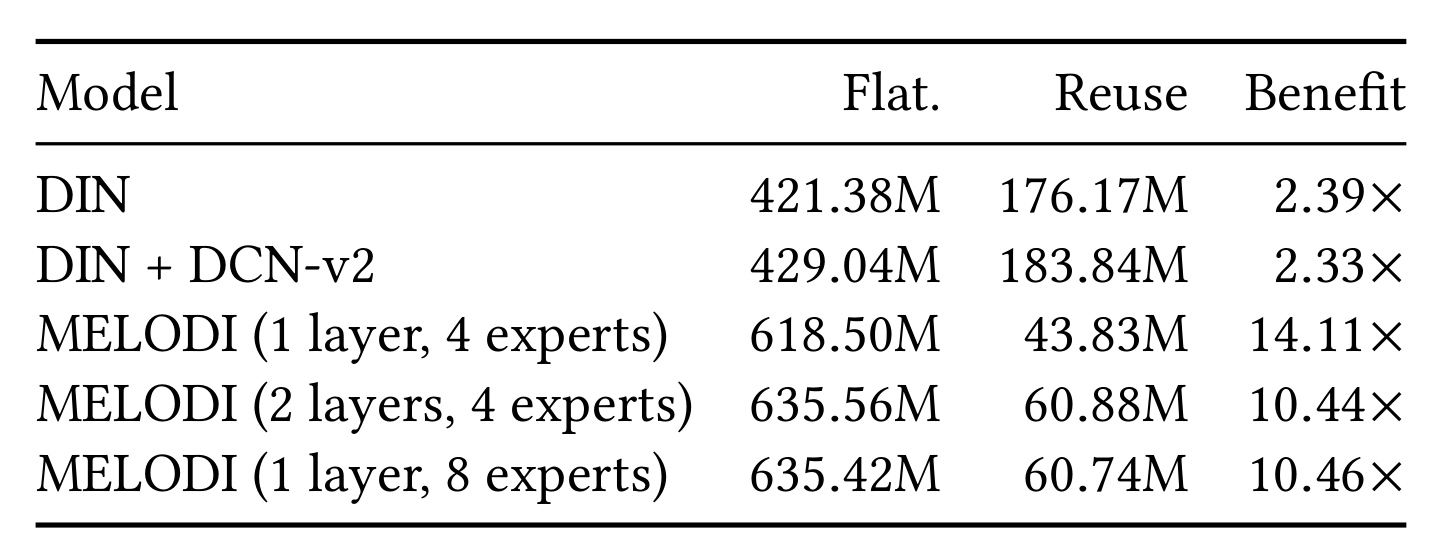 Model Flat. Reuse Benefit
DIN 421.38M 176.17M 2.39×
DIN + DCN-v2 429.04M 183.84M 2.33×
MELODI (1 layer, 4 experts) 618.50M 43.83M 14.11×
MELODI (2 layers, 4 experts) 635.56M 60.88M 10.44×
MELODI (1 layer, 8 experts) 635.42M 60.74M 10.46×